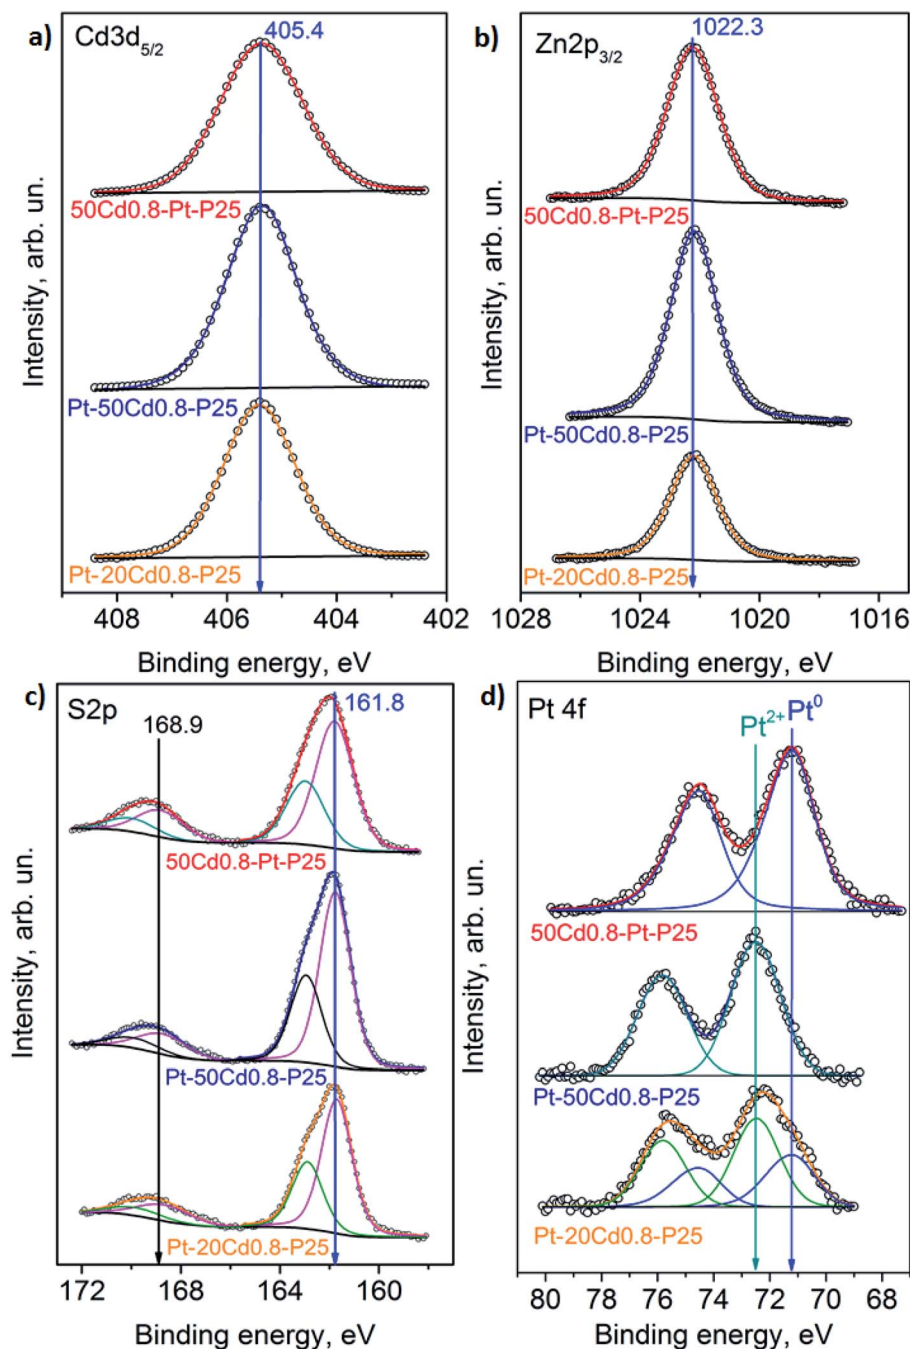 a)
Cd3d5/2
405.4
50Cd0.8-Pt-P25
Pt-50Cd0.8-P25
Pt-20Cd0.8-P25
Intensity, arb. un.
408 406 404 402
Binding energy, eV
b)
Zn2p3/2
1022.3
50Cd0.8-Pt-P25
Pt-50Cd0.8-P25
Pt-20Cd0.8-P25
Intensity, arb. un.
1028 1024 1020 1016
Binding energy, eV
c)
S2p
168.9
161.8
50Cd0.8-Pt-P25
Pt-50Cd0.8-P25
Pt-20Cd0.8-P25
Intensity, arb. un.
172 168 164 160
Binding energy, eV
d)
Pt 4f
Pt2+ Pt0
50Cd0.8-Pt-P25
Pt-50Cd0.8-P25
Pt-20Cd0.8-P25
Intensity, arb. un.
80 78 76 74 72 70 68
Binding energy, eV